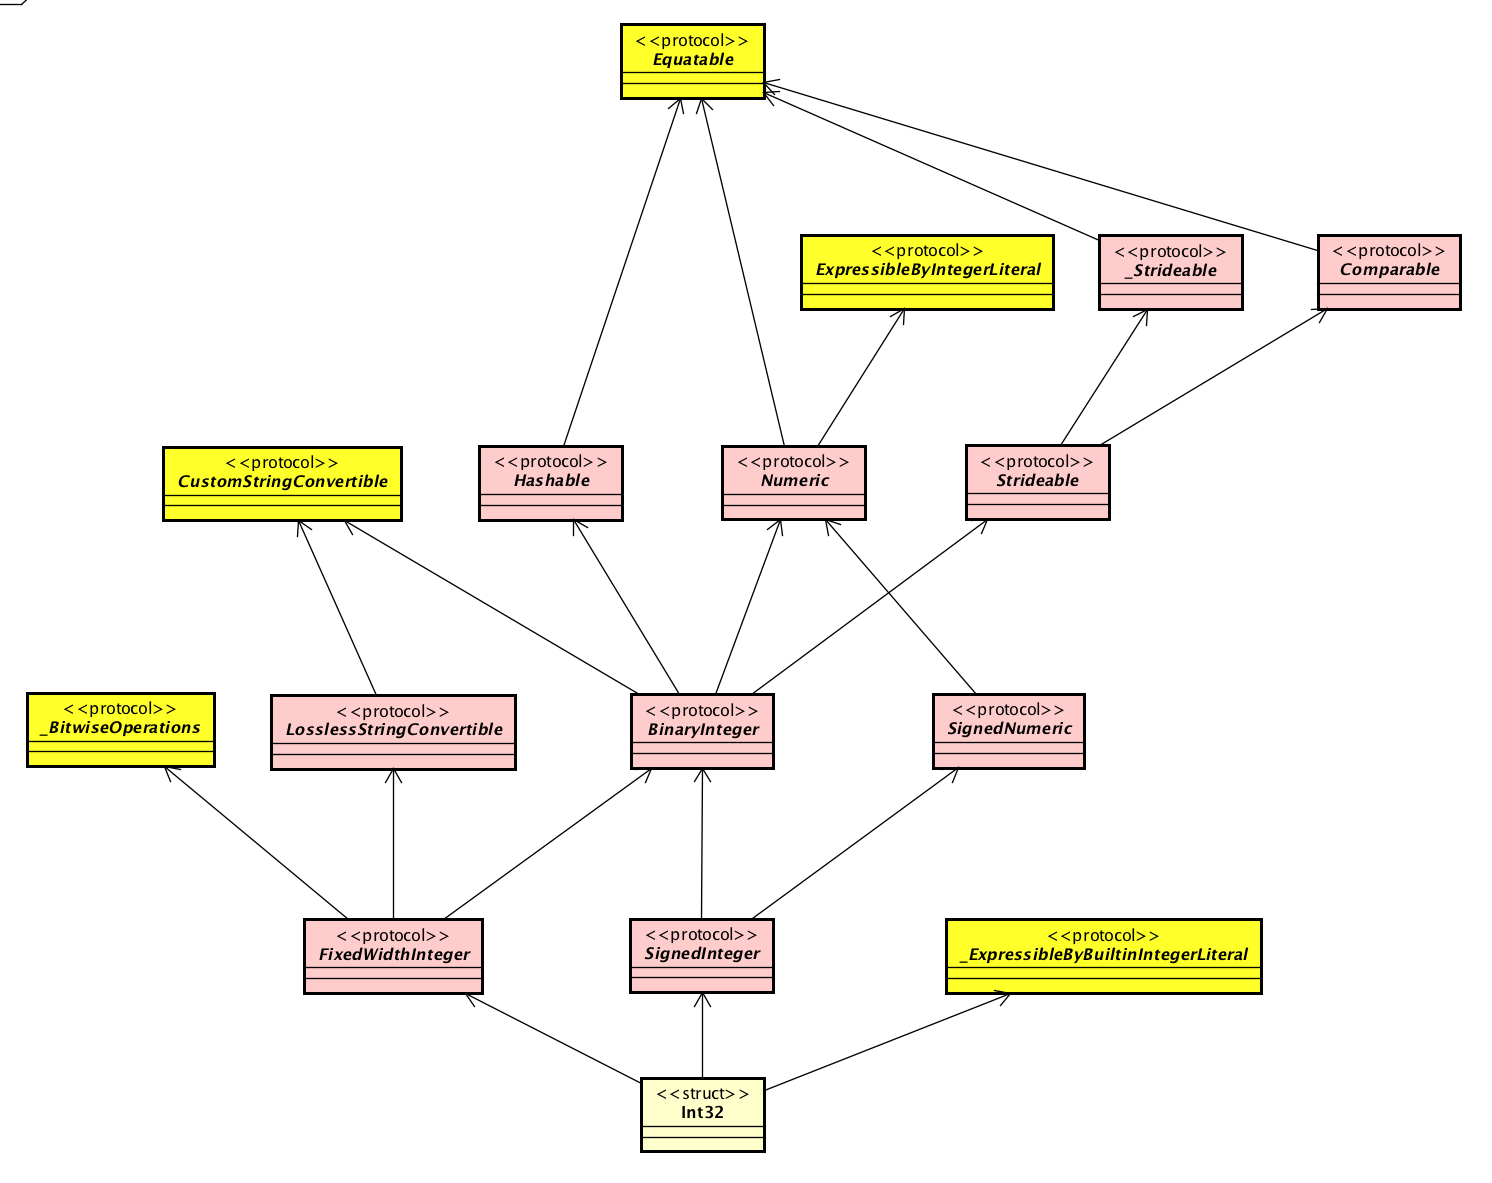 <<protocol>>
Equatable
<<protocol>>
ExpressibleByIntegerLiteral
<<protocol>>
_Strideable
<<protocol>>
Comparable
<<protocol>>
CustomStringConvertible
<<protocol>>
Hashable
<<protocol>>
Numeric
<<protocol>>
Strideable
<<protocol>>
_BitwiseOperations
<<protocol>>
LosslessStringConvertible
<<protocol>>
BinaryInteger
<<protocol>>
SignedNumeric
<<protocol>>
FixedWidthInteger
<<protocol>>
SignedInteger
<<protocol>>
_ExpressibleByBuiltinIntegerLiteral
<<struct>>
Int32